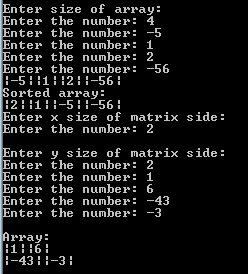 Enter size of array:
Enter the number: 4
Enter the number: -5
Enter the number: 1
Enter the number: 2
Enter the number: -56
|-5||1||2||-56|
Sorted array:
|2||1||-5||-56|
Enter x size of matrix side:
Enter the number: 2
Enter y size of matrix side:
Enter the number: 2
Enter the number: 1
Enter the number: 6
Enter the number: -43
Enter the number: -3
Array:
|1||6|
|-43||-3|